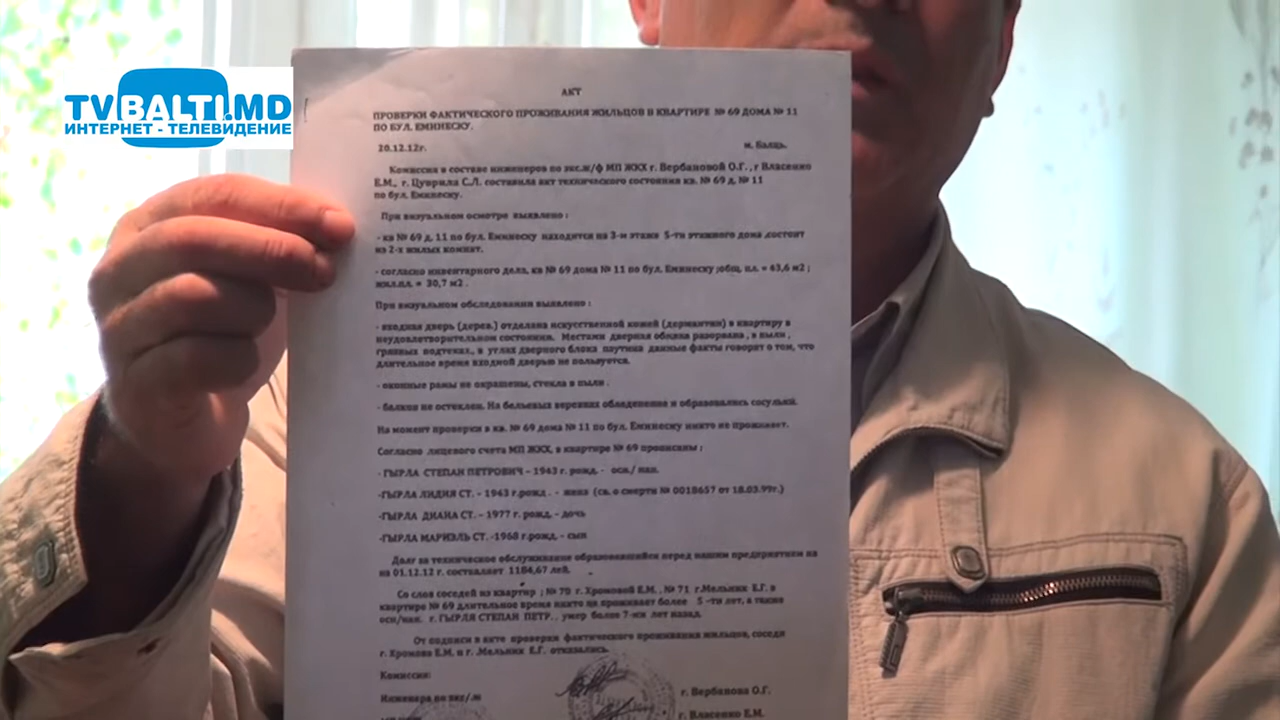 TVBALTI.MD
ИНТЕРНЕТ - ТЕЛЕВИДЕНИЕ
АКТ
ПРОВЕРКИ ФАКТИЧЕСКОГО ПРОЖИВАНИЯ ЖИЛЬЦОВ В КВАРТИРЕ № 69 ДОМА № 11
ПО БУЛ. ЕМИНЕСКУ.
20.12.12г. м. Бэлць.
Комиссия в составе инженеров по экс.ж/ф МП ЖКХ г. Вербановой О.Г. , г Власенко
Е.М., г. Цуврила С.Л. составила акт технического состояния кв. № 69 д. № 11
по бул. Еминеску.
При визуальном осмотре выявлено :
- кв № 69 д. 11 по бул. Еминеску находится на 3-м этаже 5-ти этажного дома ,состоит
из 2-х жилых комнат.
- согласно инвентарного дела, кв № 69 дома № 11 по бул. Еминеску ;общ. пл. = 43,6 м2 ;
жил.пл. = 30,7 м2 .
При визуальном обследовании выявлено :
- входная дверь (дерев.) отделана искусственной кожей (дермантин) в квартиру в
неудовлетворительном состоянии. Местами дверная обивка разорвана , в пыли ,
грязных подтеках, в углах дверного блока паутина данные факты говорят о том, что
длительное время входной дверью не пользуется.
- оконные рамы не окрашены, стекла в пыли .
- балкон не остеклен. На бельевых веревках обледенение и образовались сосульки.
На момент проверки в кв. № 69 дома № 11 по бул. Еминеску никто не проживает.
Согласно лицевого счета МП ЖКХ, в квартире № 69 прописаны ;
- ГЫРЛА СТЕПАН ПЕТРОВИЧ – 1943 г. рожд. - осн./ нан.
-ГЫРЛА ЛИДИЯ СТ. – 1943 г.рожд . - жена (св. о смерти № 0018657 от 18.03.99г.)
-ГЫРЛА ДИАНА СТ. – 1977 г. рожд. - дочь
-ГЫРЛА МАРИЭЛЬ СТ. -1968 г.рожд. – сын
Долг за техническое обслуживание образовавшийся перед нашим предприятием на
на 01.12.12 г. составляет 1184,67 лей.
Со слов соседей из квартир ; № 70 г. Хромовой Е.М. , № 71 г.Мельник Е.Г. в
квартире № 69 длительное время никто не проживает более 5 –ти лет, а также
осн/нан. г. ГЫРЛЯ СТЕПАН ПЕТР. . умер более 7-ми лет назад.
От подписи в акте проверки фактического проживания жильцов, соседи
г. Хромова Е.М. и г. .Мельник Е.Г. отказались.
Комиссия:
Инженера по экс/ж г. Вербанова О.Г.
г. Власенко Е.М.